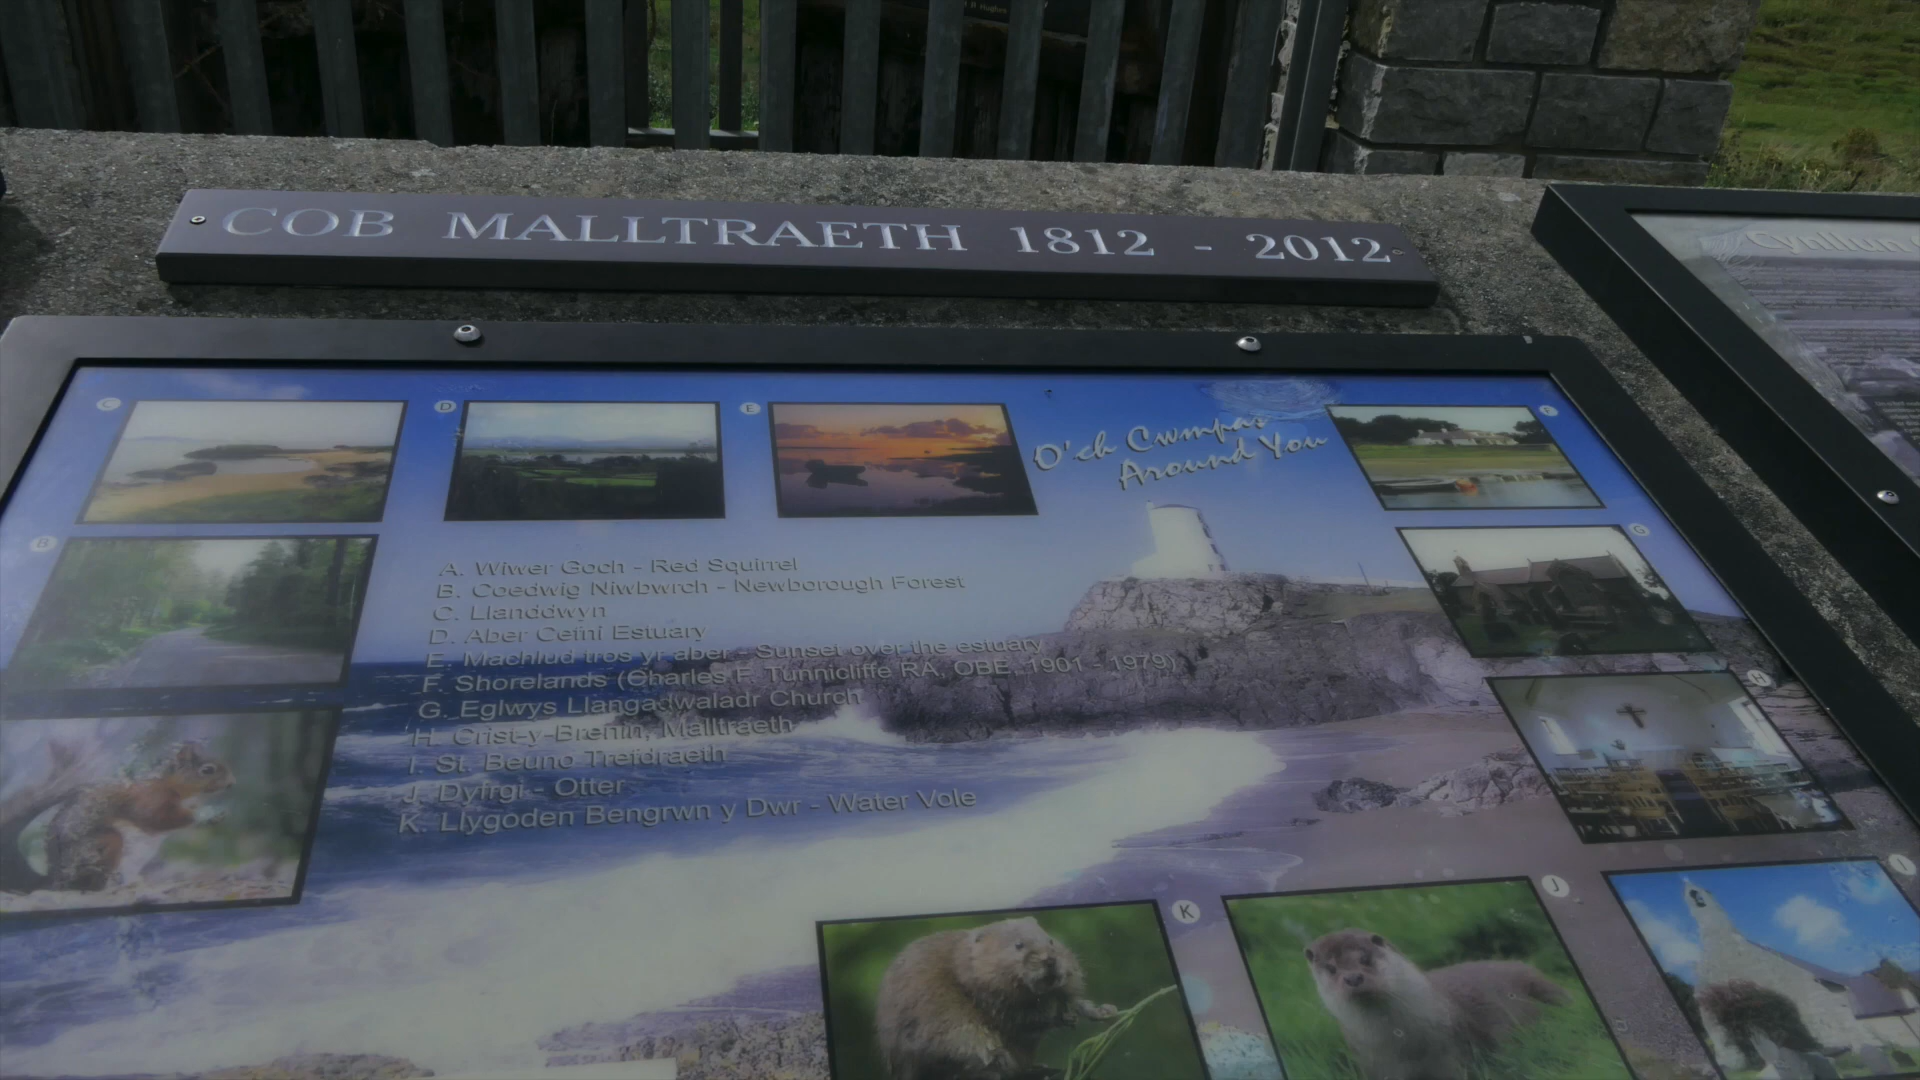 COB MALLTRAETH 1812 - 2012
O'ch Cwmpas
Around You
A. Wiwer Goch - Red Squirrel
B. Coedwig Niwbwrch - Newborough Forest
C. Llanddwyn
D. Aber Cefni Estuary
E. Machlud tros yr aber - Sunset over the estuary
F. Shorelands (Charles F. Tunnicliffe RA, OBE, 1901 - 1979)
G. Eglwys Llangadwaladr Church
H. Crist-y-Brenin, Malltraeth
I. St. Beuno Trefdraeth
J. Dyfrgi - Otter
K. Llygoden Bengrwn y Dwr - Water Vole
C
D
E
F
B
G
H
I
J
K